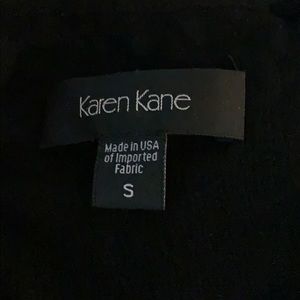 Karen Kane
Made in USA
of Imported
Fabric
S